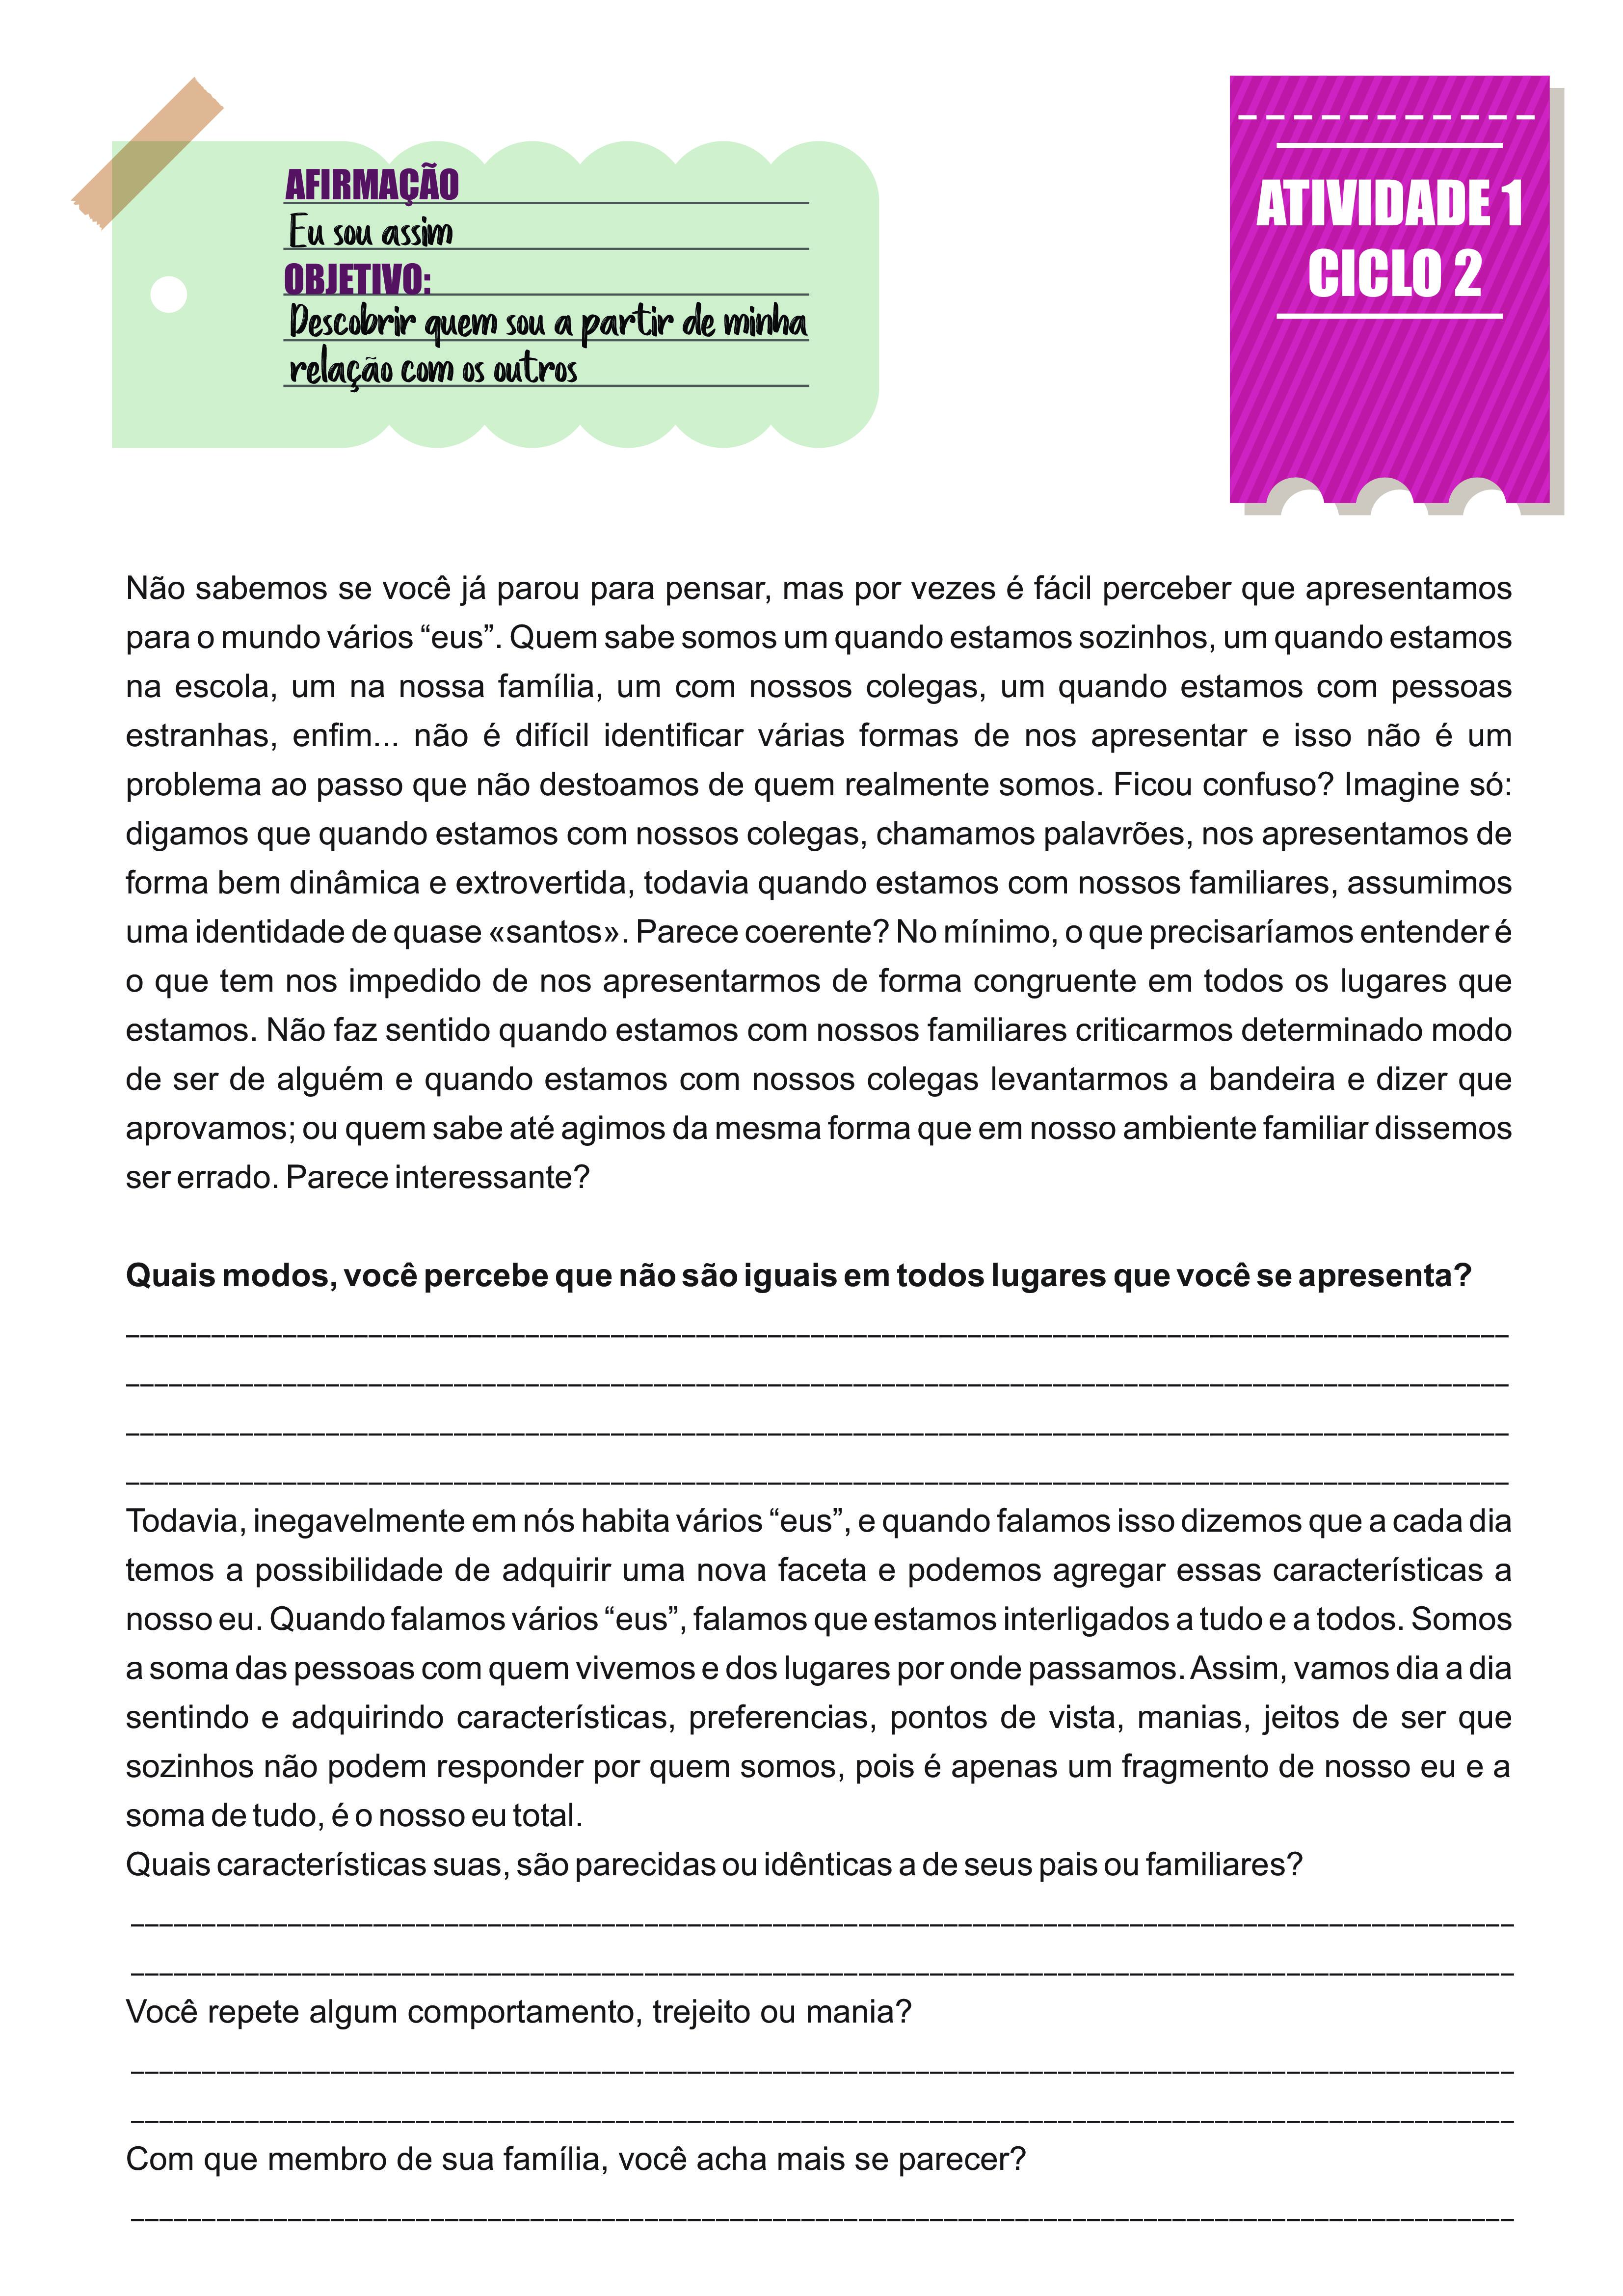 AFIRMAÇÃO
Eu sou assim
OBJETIVO:
Descobrir quem sou a partir de minha
relação com os outros
ATIVIDADE 1
CICLO 2
Não sabemos se você já parou para pensar, mas por vezes é fácil perceber que apresentamos
para o mundo vários “eus”. Quem sabe somos um quando estamos sozinhos, um quando estamos
na escola, um na nossa família, um com nossos colegas, um quando estamos com pessoas
estranhas, enfim... não é difícil identificar várias formas de nos apresentar e isso não é um
problema ao passo que não destoamos de quem realmente somos. Ficou confuso? Imagine só:
digamos que quando estamos com nossos colegas, chamamos palavrões, nos apresentamos de
forma bem dinâmica e extrovertida, todavia quando estamos com nossos familiares, assumimos
uma identidade de quase «santos». Parece coerente? No mínimo, o que precisaríamos entender é
o que tem nos impedido de nos apresentarmos de forma congruente em todos os lugares que
estamos. Não faz sentido quando estamos com nossos familiares criticarmos determinado modo
de ser de alguém e quando estamos com nossos colegas levantarmos a bandeira e dizer que
aprovamos; ou quem sabe até agimos da mesma forma que em nosso ambiente familiar dissemos
ser errado. Parece interessante?
Quais modos, você percebe que não são iguais em todos lugares que você se apresenta?
Todavia, inegavelmente em nós habita vários “eus”, e quando falamos isso dizemos que a cada dia
temos a possibilidade de adquirir uma nova faceta e podemos agregar essas características a
nosso eu. Quando falamos vários “eus”, falamos que estamos interligados a tudo e a todos. Somos
a soma das pessoas com quem vivemos e dos lugares por onde passamos. Assim, vamos dia a dia
sentindo e adquirindo características, preferencias, pontos de vista, manias, jeitos de ser que
sozinhos não podem responder por quem somos, pois é apenas um fragmento de nosso eu e a
soma de tudo, é o nosso eu total.
Quais características suas, são parecidas ou idênticas a de seus pais ou familiares?
Você repete algum comportamento, trejeito ou mania?
Com que membro de sua família, você acha mais se parecer?